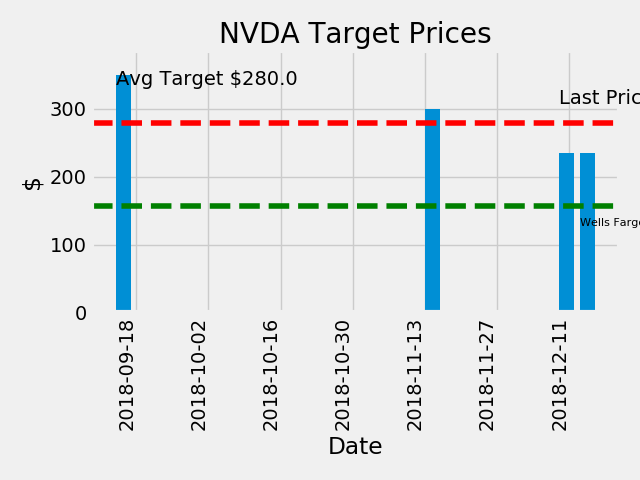 NVDA Target Prices
Avg Target $280.0
Last Pric
300
200
100
0
$
Wells Fargo
2018-09-18
2018-10-02
2018-10-16
2018-10-30
2018-11-13
2018-11-27
2018-12-11
Date